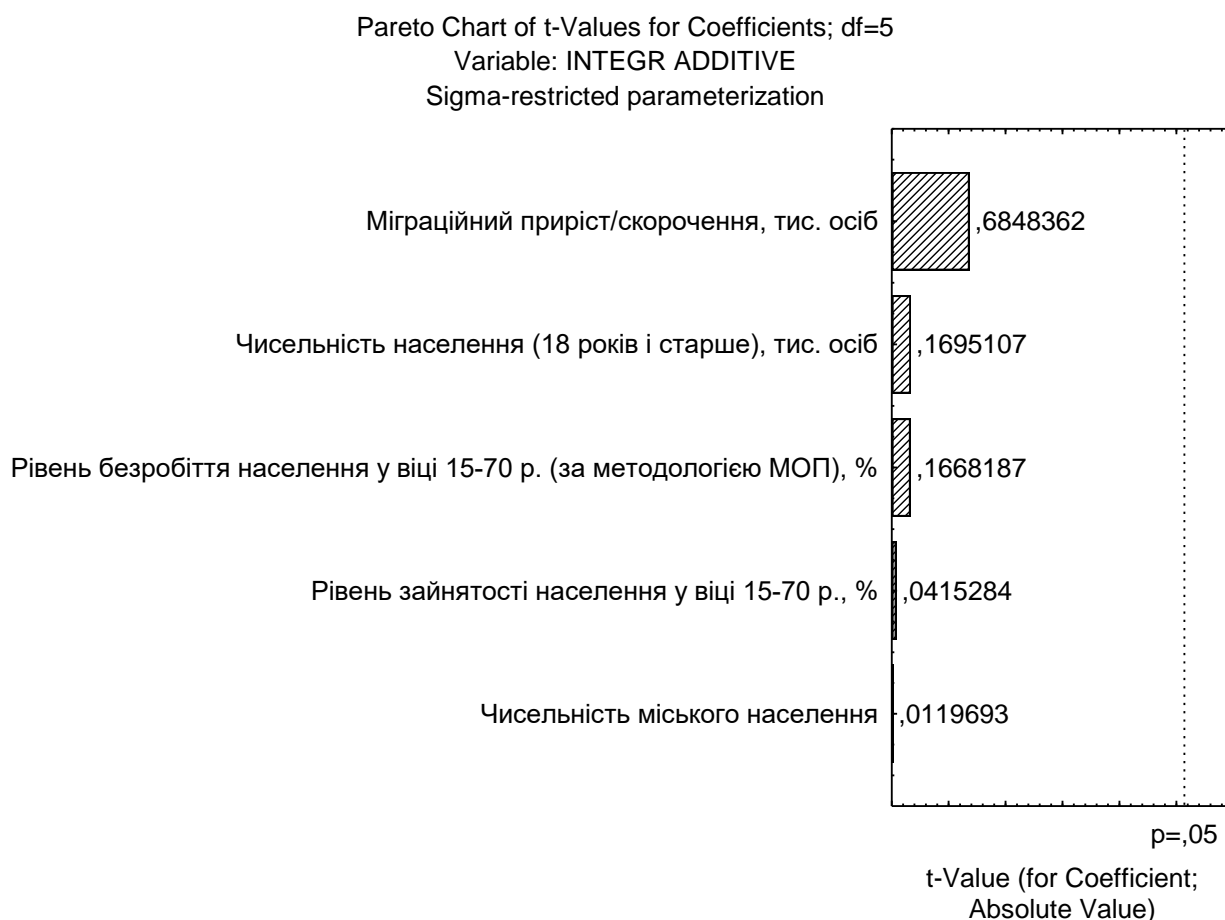 Pareto Chart of t-Values for Coefficients; df=5
Variable: INTEGR ADDITIVE
Sigma-restricted parameterization
Міграційний приріст/скорочення, тис. осіб ,6848362
Чисельність населення (18 років і старше), тис. осіб ,1695107
Рівень безробіття населення у віці 15-70 р. (за методологією МОП), % ,1668187
Рівень зайнятості населення у віці 15-70 р., % ,0415284
Чисельність міського населення ,0119693
p=,05
t-Value (for Coefficient;
Absolute Value)